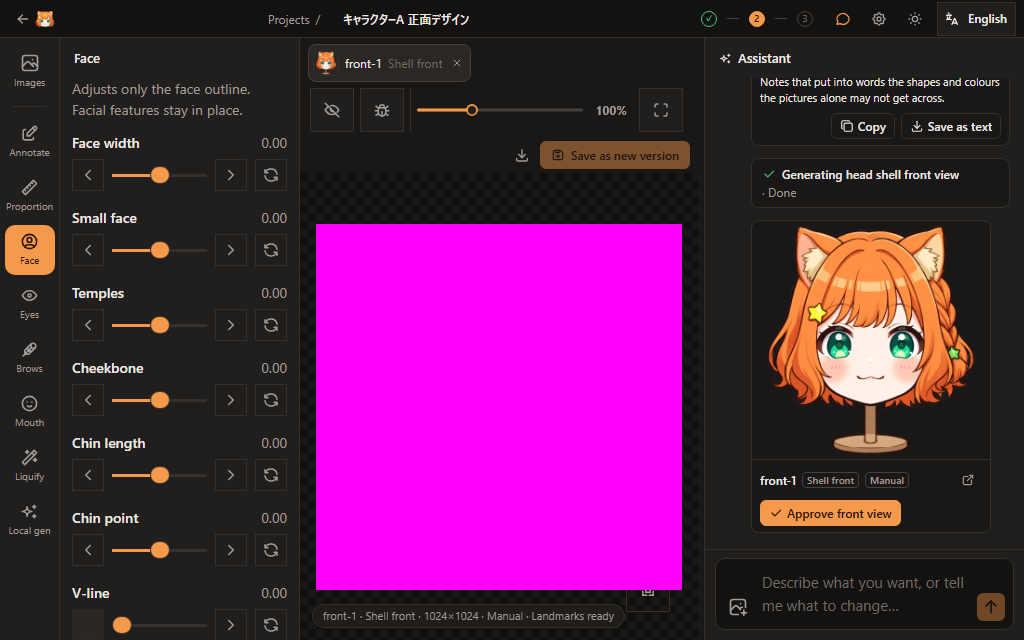 Projects /
キャラクターA 正面デザイン
2
3
English
Images
Annotate
Proportion
Face
Eyes
Brows
Mouth
Liquify
Local gen
Face
Adjusts only the face outline.
Facial features stay in place.
Face width 0.00
Small face 0.00
Temples 0.00
Cheekbone 0.00
Chin length 0.00
Chin point 0.00
V-line 0.00
front-1 Shell front
100%
Save as new version
front-1 · Shell front · 1024×1024 · Manual · Landmarks ready
Assistant
Notes that put into words the shapes and colours
the pictures alone may not get across.
Copy
Save as text
Generating head shell front view
· Done
front-1 Shell front Manual
Approve front view
Describe what you want, or tell
me what to change...